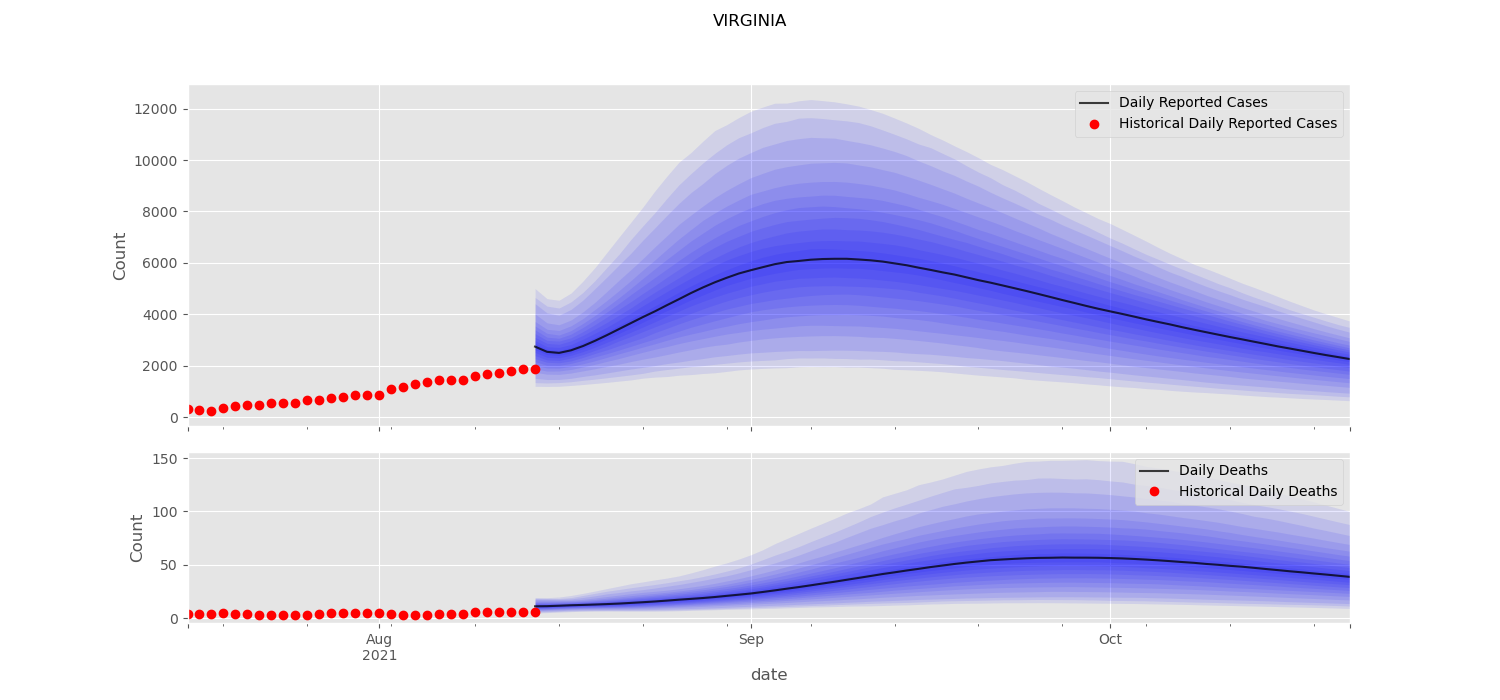 VIRGINIA
12000
10000
8000
6000
4000
2000
0
Count
Daily Reported Cases
Historical Daily Reported Cases
150
100
50
0
Count
Daily Deaths
Historical Daily Deaths
Aug
2021
Sep
Oct
date